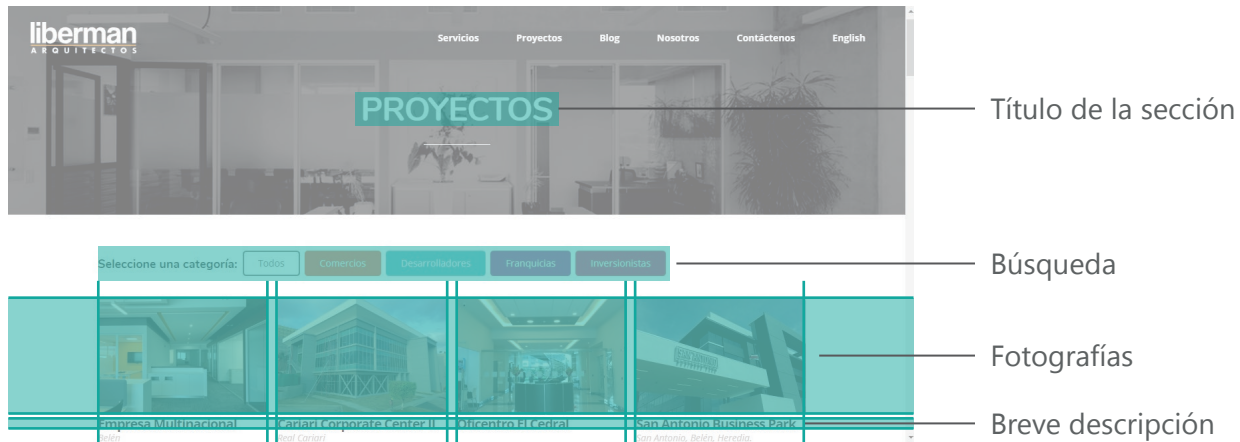 liberman
ARQUITECTOS
Servicios Proyectos Blog Nosotros Contáctenos English
PROYECTOS
Título de la sección
Seleccione una categoría: Todos Comercios Desarrolladores Franquicias Inversionistas
Búsqueda
Fotografías
Empresa Multinacional Cariari Corporate Center II Oficentro El Cedral San Antonio Business Park
Belén Real Cariari San Antonio, Belén, Heredia.
Breve descripción